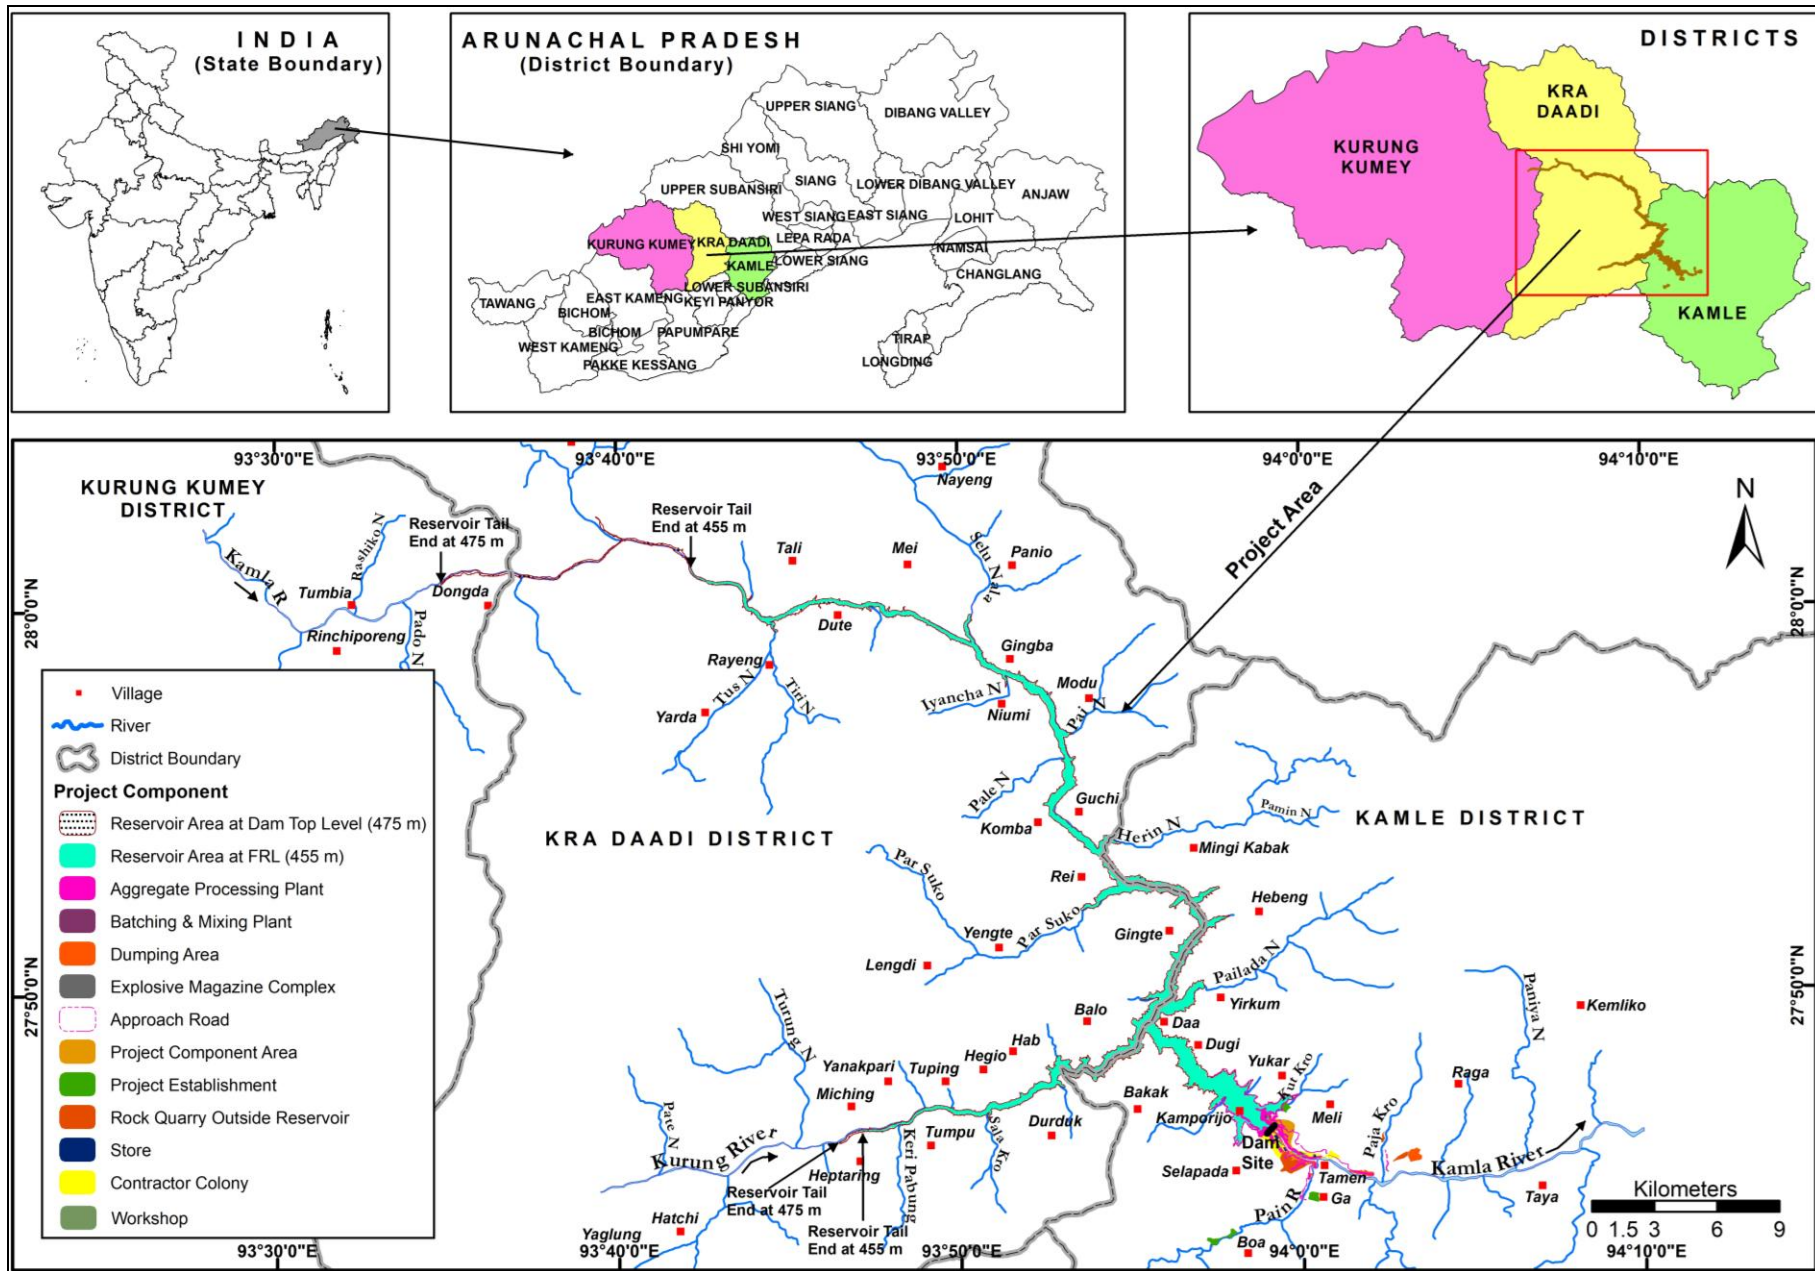 INDIA
(State Boundary)
ARUNACHAL PRADESH
(District Boundary)
UPPER SIANG
DIBANG VALLEY
SHI YOMI
SIANG
UPPER SUBANSIRI
LOWER DIBANG VALLEY
ANJAW
WEST SIANG
EAST SIANG
LOHIT
KURUNG KUMEY
KRA DAADI
LEPA RADA
NAMSAI
KAMLE
LOWER SIANG
CHANGLANG
LOWER SUBANSIRI
TAWANG
EAST KAMENG
KEYI PANYOR
BICHOM
BICHOM
PAPUMPARE
WEST KAMENG
PAKKE KESSANG
TIRAP
LONGDING
DISTRICTS
KRA
DAADI
KURUNG
KUMEY
KAMLE
93°30'0"E
93°40'0"E
93°50'0"E
94°0'0"E
94°10'0"E
KURUNG KUMEY
DISTRICT
Nayeng
N
Reservoir Tail
End at 475 m
Reservoir Tail
End at 455 m
Rashiko N
Kamla R
Tali
Mei
Selu Nala
Panio
Project Area
Tumbia
Dongda
28°0'0"N
28°0'0"N
Rinchiporeng
Pado N
Dute
Gingba
Rayeng
Tus N
Tiri N
Iyancha N
Modu
Yarda
Niumi
Pai N
Village
River
District Boundary
Project Component
Reservoir Area at Dam Top Level (475 m)
Reservoir Area at FRL (455 m)
Aggregate Processing Plant
Batching & Mixing Plant
Dumping Area
Explosive Magazine Complex
Approach Road
Project Component Area
Project Establishment
Rock Quarry Outside Reservoir
Store
Contractor Colony
Workshop
Pale N
Guchi
Pamin N
KRA DAADI DISTRICT
Komba
Herin N
KAMLE DISTRICT
Mingi Kabak
Par Suko
Rei
Hebeng
Par Suko
Yengte
Gingte
Lengdi
Pailada N
27°50'0"N
27°50'0"N
Turung N
Balo
Yirkum
Paniya N
Kemliko
Daa
Hab
Dugi
Yanakpari
Tuping
Hegio
Yukar
Kut Kro
Raga
Miching
Bakak
Kamporijo
Meli
Pate N
Kurung River
Keri Pabung
Tumpu
Sala Kro
Durduk
Dam
Site
Paja Kro
Kamla River
Heptaring
Selapada
Tamen
Reservoir Tail
End at 475 m
Ga
Taya
Kilometers
0 1.5 3 6 9
Yaglung
Hatchi
Reservoir Tail
End at 455 m
Pain R
Boa
93°30'0"E
93°40'0"E
93°50'0"E
94°0'0"E
94°10'0"E